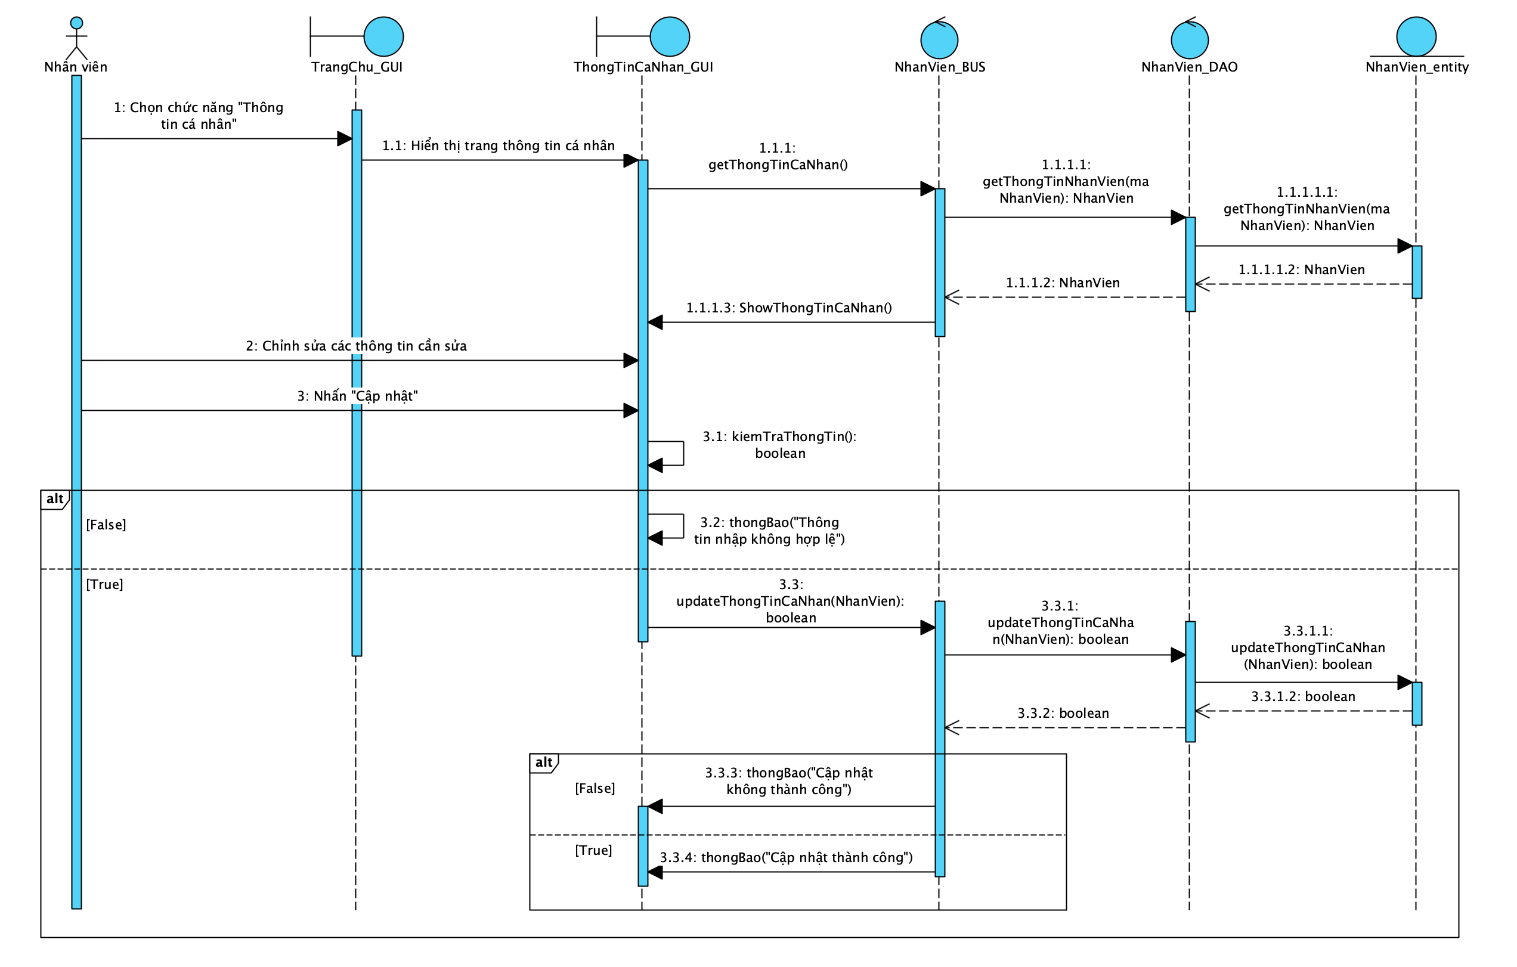 Nhân viên
TrangChu_GUI
ThongTinCaNhan_GUI
NhanVien_BUS
NhanVien_DAO
NhanVien_entity
1: Chọn chức năng "Thông
tin cá nhân"
1.1: Hiển thị trang thông tin cá nhân
1.1.1:
getThongTinCaNhan()
1.1.1.1:
getThongTinNhanVien(ma
NhanVien): NhanVien
1.1.1.1.1:
getThongTinNhanVien(ma
NhanVien): NhanVien
1.1.1.1.2: NhanVien
1.1.1.2: NhanVien
1.1.1.3: ShowThongTinCaNhan()
2: Chỉnh sửa các thông tin cần sửa
3: Nhấn "Cập nhật"
3.1: kiemTraThongTin():
boolean
alt
[False]
3.2: thongBao("Thông
tin nhập không hợp lệ")
[True]
3.3:
updateThongTinCaNhan(NhanVien):
boolean
3.3.1:
updateThongTinCaNha
n(NhanVien): boolean
3.3.1.1:
updateThongTinCaNhan
(NhanVien): boolean
3.3.1.2: boolean
3.3.2: boolean
alt
[False]
3.3.3: thongBao("Cập nhật
không thành công")
[True]
3.3.4: thongBao("Cập nhật thành công")